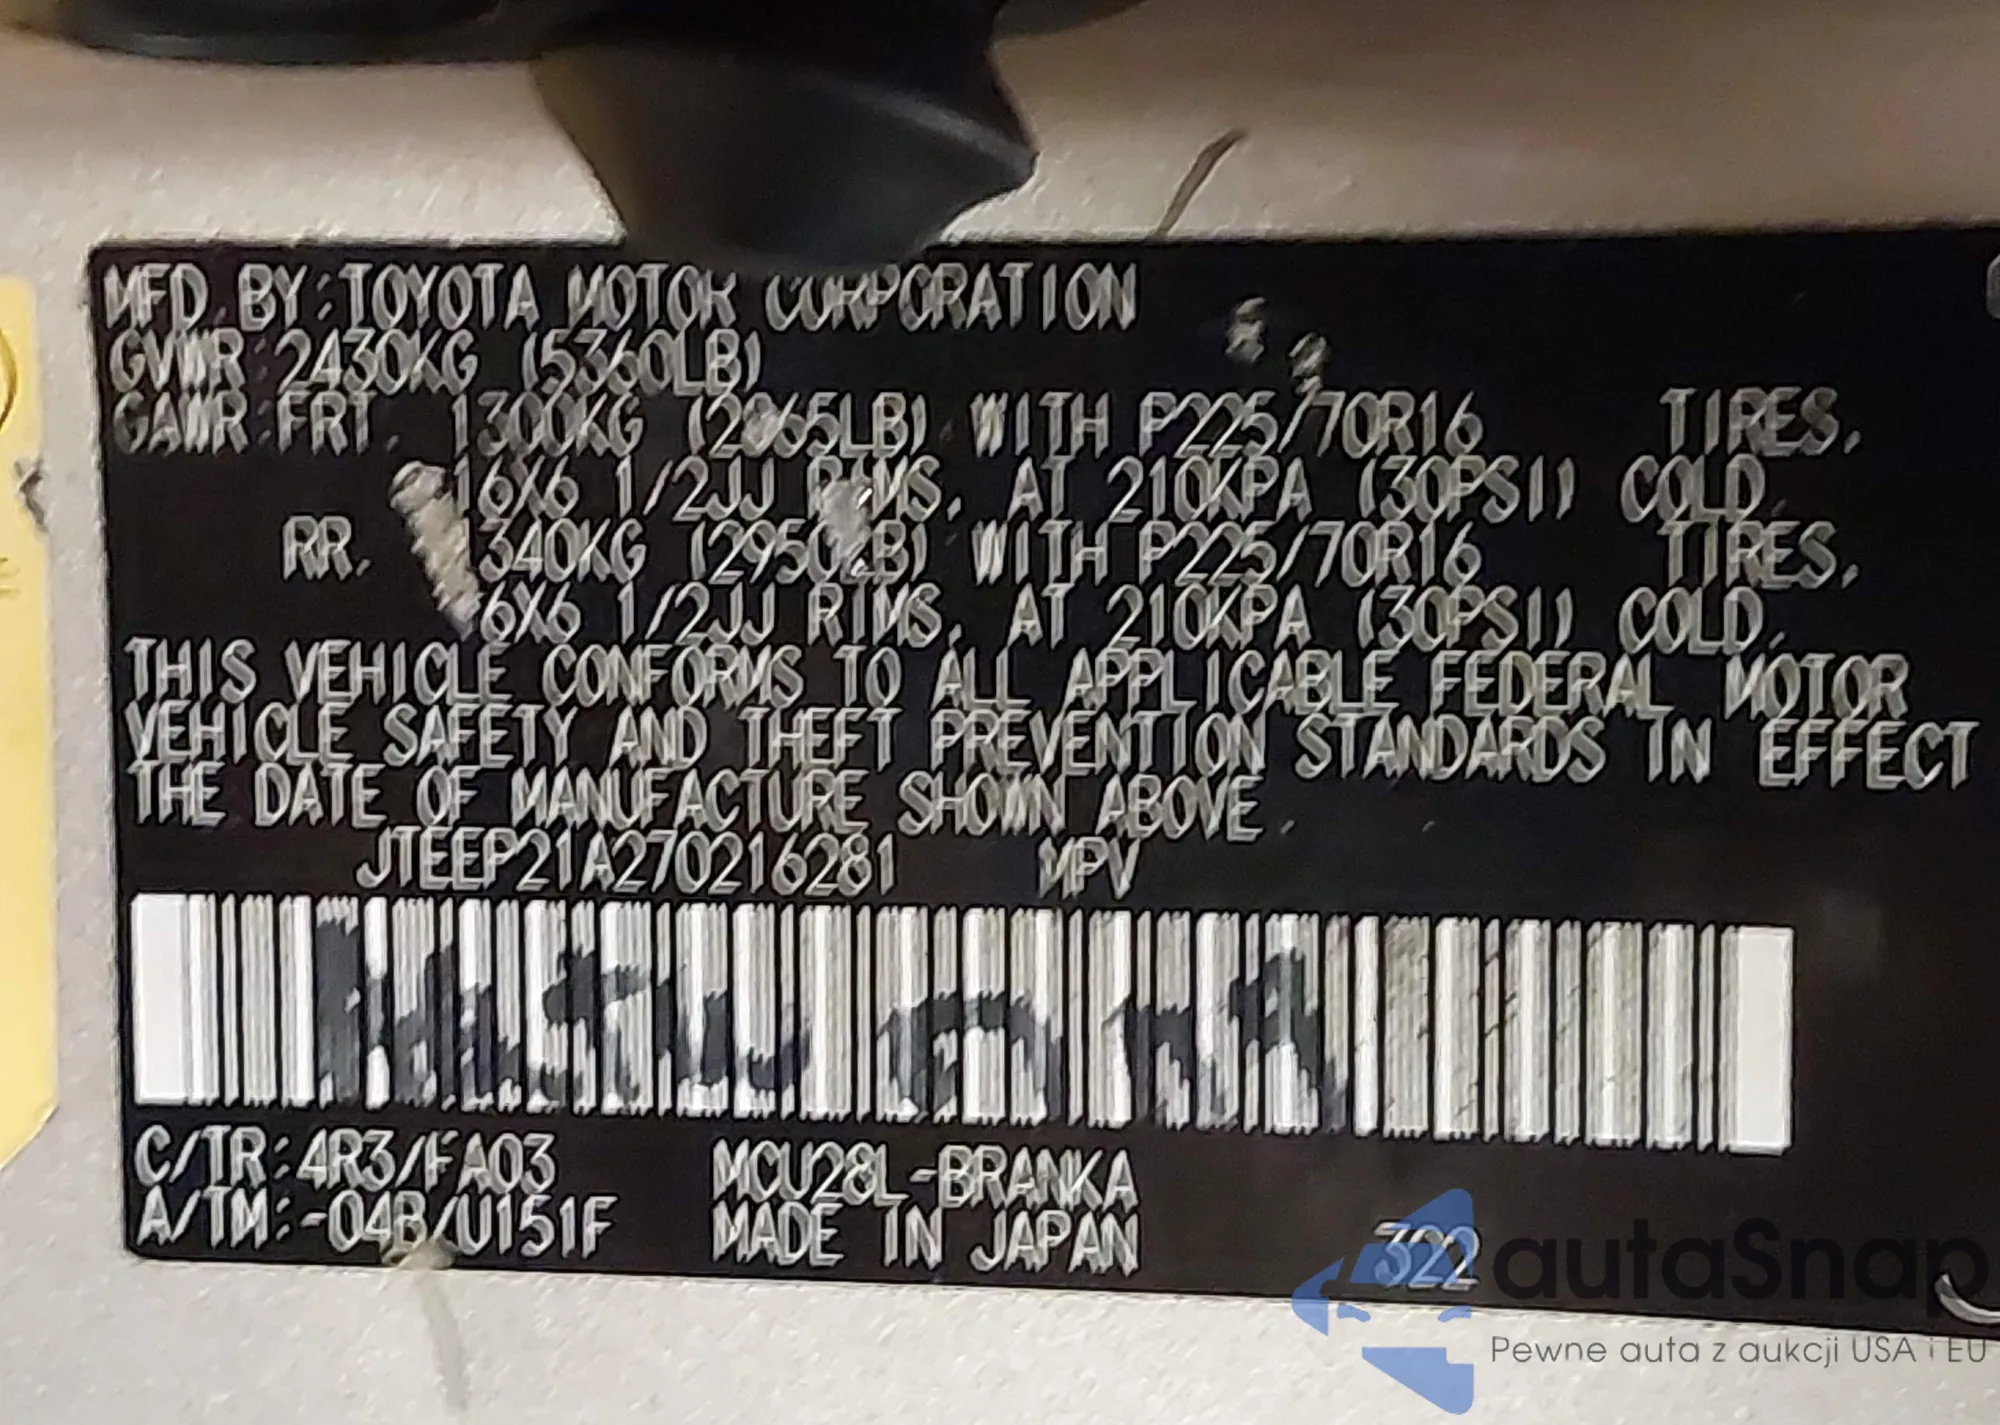 MFD. BY: TOYOTA MOTOR CORPORATION
GVWR: 2430KG (5360LB)
GAWR: FRT. 1300KG (2865LB) WITH P225/70R16 TIRES,
16X6 1/2JJ RIMS, AT 210KPA (30PSI) COLD.
RR. 1340KG (2950LB) WITH P225/70R16 TIRES,
16X6 1/2JJ RIMS, AT 210KPA (30PSI) COLD.
THIS VEHICLE CONFORMS TO ALL APPLICABLE FEDERAL MOTOR
VEHICLE SAFETY AND THEFT PREVENTION STANDARDS IN EFFECT
THE DATE OF MANUFACTURE SHOWN ABOVE.
JTEEP21A270216281 MPV
C/TR: 4R3/FA03 MCU28L-BRANKA
A/TM: -04B/U151F MADE IN JAPAN 322
autaSnap
Pewne auta z aukcji USA i EU